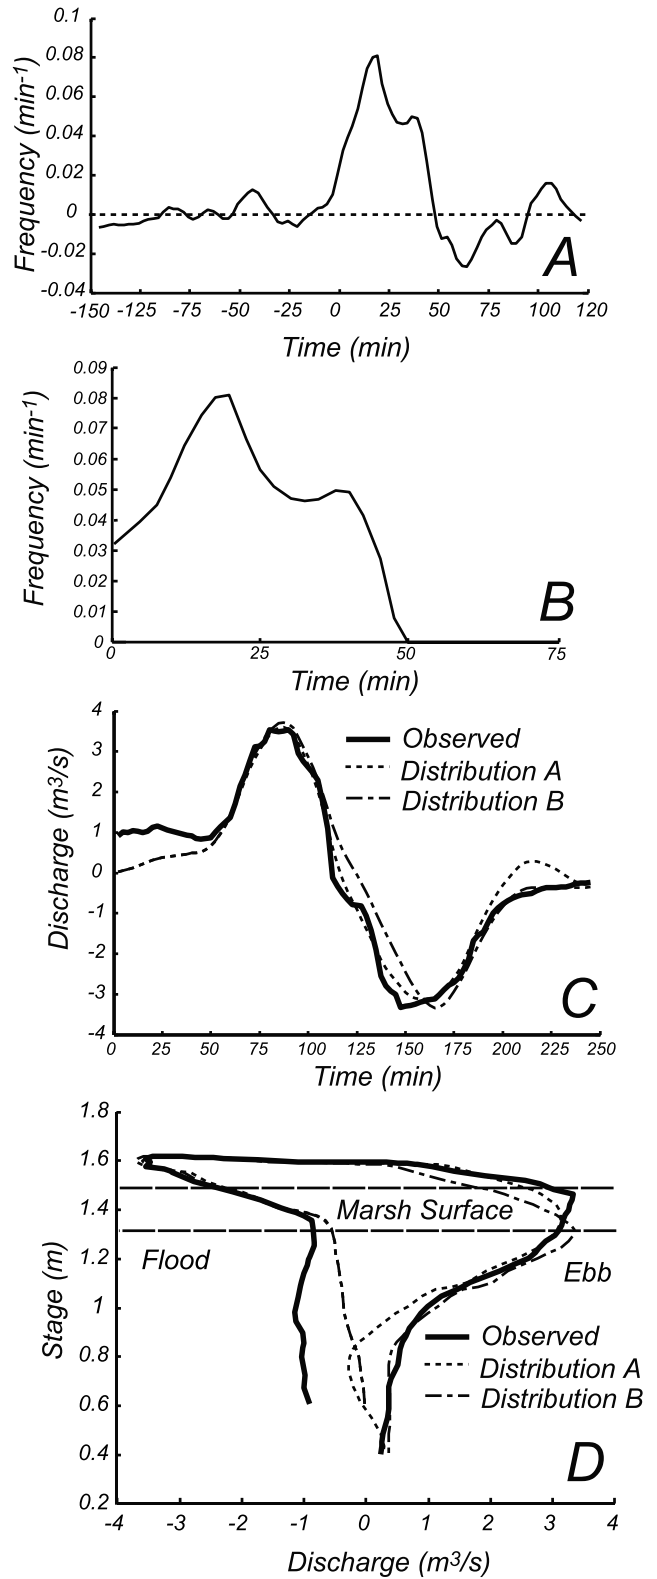 0.1
0.08
0.06
0.04
0.02
0
-0.02
-0.04
Frequency (min-1)
A
-150 -125 -75 -50 -25 0 25 50 75 100 120
Time (min)
0.09
0.08
0.07
0.06
0.05
0.04
0.03
0.02
0.01
0
Frequency (min-1)
B
0 25 50 75
Time (min)
4
3
2
1
0
-1
-2
-3
-4
Discharge (m3/s)
Observed
Distribution A
Distribution B
C
0 25 50 75 100 125 150 175 200 225 250
Time (min)
1.8
1.6
1.4
1.2
1
0.8
0.6
0.4
0.2
Stage (m)
Marsh Surface
Flood
Ebb
Observed
Distribution A
Distribution B
D
-4 -3 -2 -1 0 1 2 3 4
Discharge (m3/s)